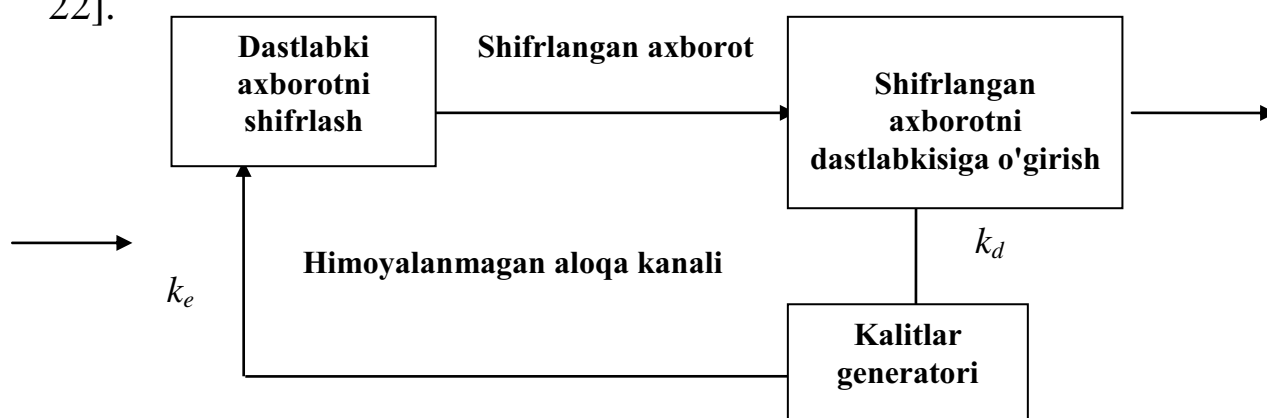 22].
Dastlabki
axborotni
shifrlash
Shifrlangan axborot
Shifrlangan
axborotni
dastlabkisiga o'girish
k_d
Himoyalanmagan aloqa kanali
k_e
Kalitlar
generatori